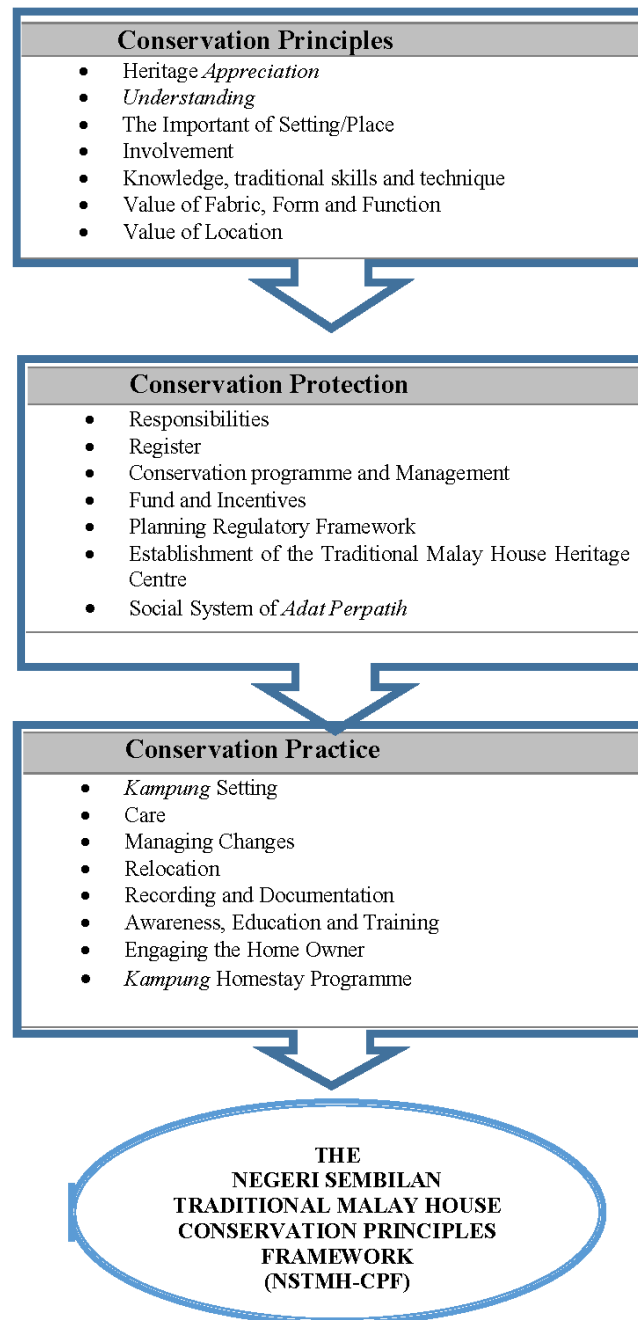 Conservation Principles
• Heritage Appreciation
• Understanding
• The Important of Setting/Place
• Involvement
• Knowledge, traditional skills and technique
• Value of Fabric, Form and Function
• Value of Location
Conservation Protection
• Responsibilities
• Register
• Conservation programme and Management
• Fund and Incentives
• Planning Regulatory Framework
• Establishment of the Traditional Malay House Heritage
Centre
• Social System of Adat Perpatih
Conservation Practice
• Kampung Setting
• Care
• Managing Changes
• Relocation
• Recording and Documentation
• Awareness, Education and Training
• Engaging the Home Owner
• Kampung Homestay Programme
THE
NEGERI SEMBILAN
TRADITIONAL MALAY HOUSE
CONSERVATION PRINCIPLES
FRAMEWORK
(NSTMH-CPF)